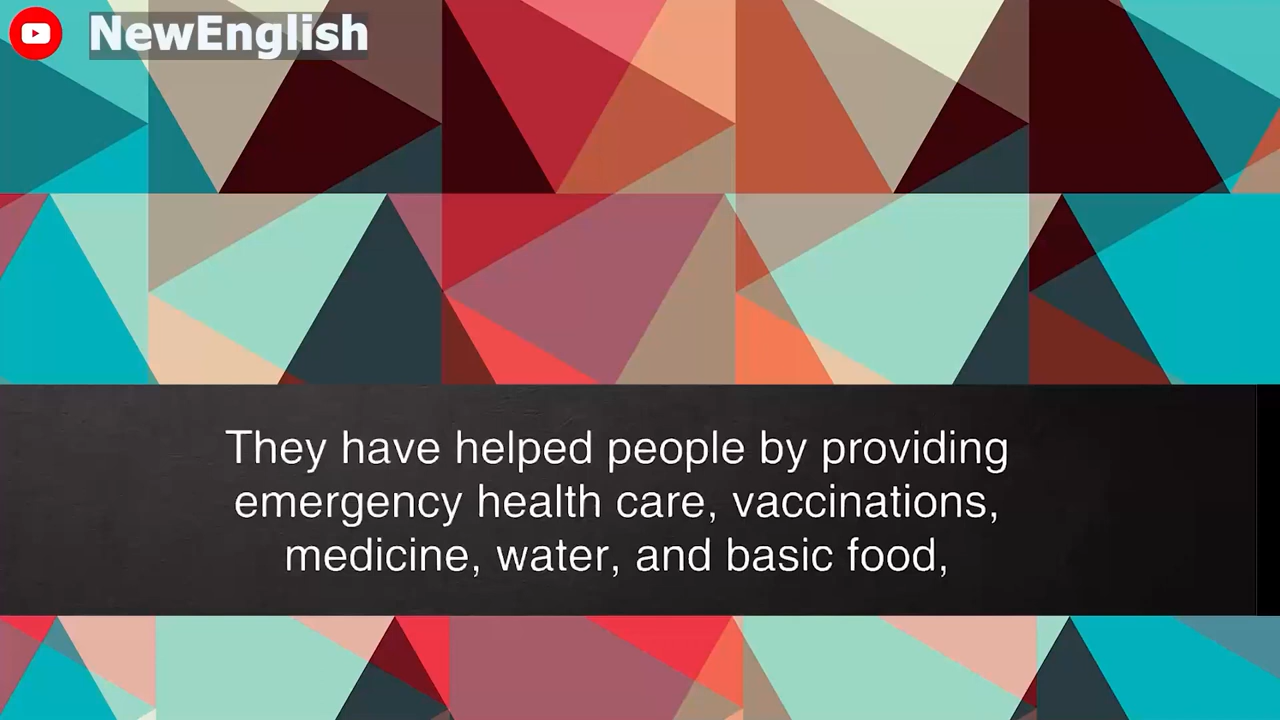 NewEnglish
They have helped people by providing
emergency health care, vaccinations,
medicine, water, and basic food,